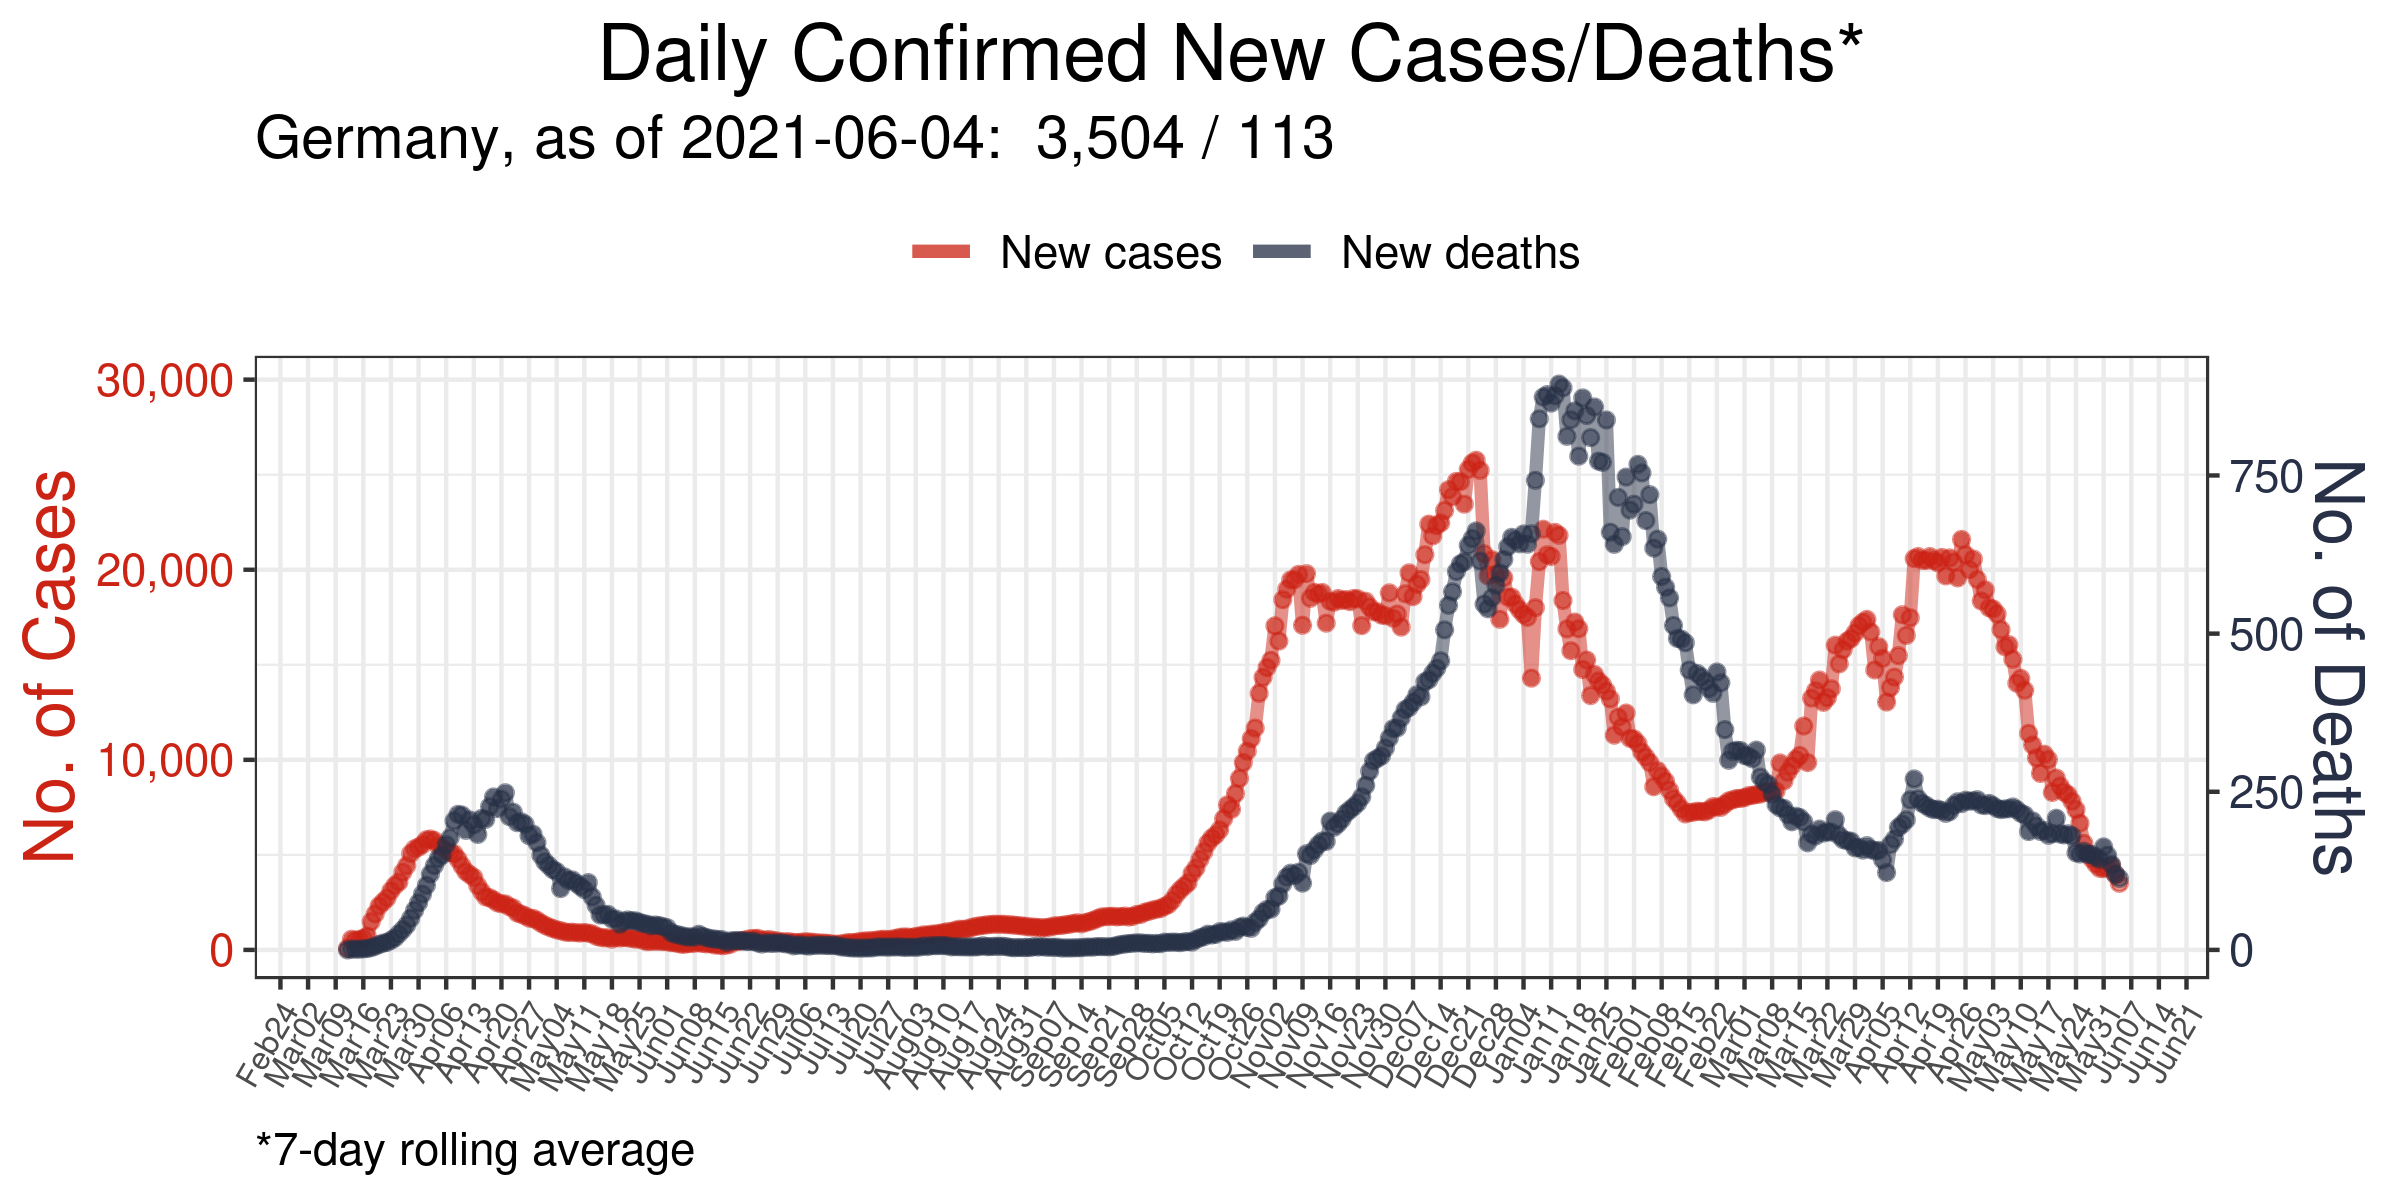 Daily Confirmed New Cases/Deaths*
Germany, as of 2021-06-04:  3,504 / 113
New cases
New deaths
No. of Cases
30,000
20,000
10,000
0
No. of Deaths
750
500
250
0
Feb24
Mar02
Mar09
Mar16
Mar23
Mar30
Apr06
Apr13
Apr20
Apr27
May04
May11
May18
May25
Jun01
Jun08
Jun15
Jun22
Jun29
Jul06
Jul13
Jul20
Jul27
Aug03
Aug10
Aug17
Aug24
Aug31
Sep07
Sep14
Sep21
Sep28
Oct05
Oct12
Oct19
Oct26
Nov02
Nov09
Nov16
Nov23
Nov30
Dec07
Dec14
Dec21
Dec28
Jan04
Jan11
Jan18
Jan25
Feb01
Feb08
Feb15
Feb22
Mar01
Mar08
Mar15
Mar22
Mar29
Apr05
Apr12
Apr19
Apr26
May03
May10
May17
May24
May31
Jun07
Jun14
Jun21
*7-day rolling average